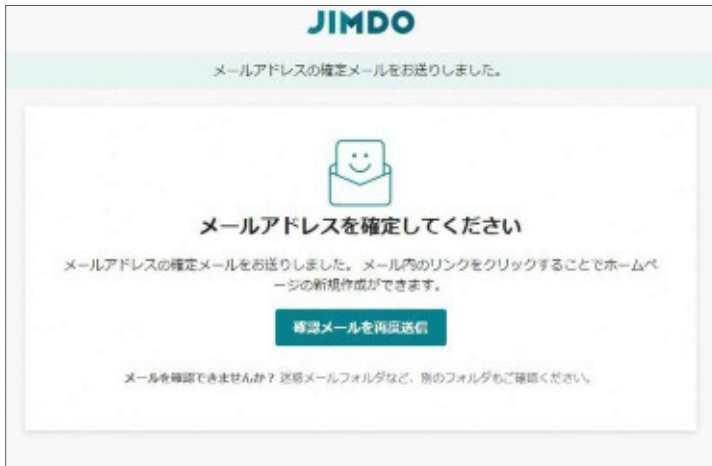 JIMDO
メールアドレスの確定メールをお送りしました。
メールアドレスを確定してください
メールアドレスの確定メールをお送りしました。 メール内のリンクをクリックすることでホームペ
ージの新規作成ができます。
確認メールを再度送信
メールを確認できませんか? 迷惑メールフォルダなど、別のフォルダもご確認ください。